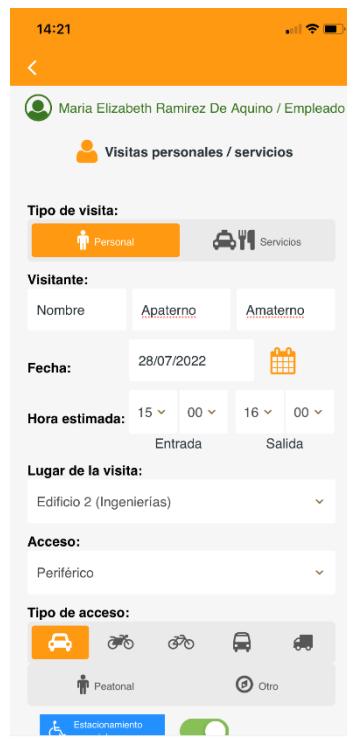 14:21
Maria Elizabeth Ramirez De Aquino / Empleado
Visitas personales / servicios
Tipo de visita:
Personal Servicios
Visitante:
Nombre Apaterno Amaterno
Fecha: 28/07/2022
Hora estimada: 15 00 16 00
Entrada Salida
Lugar de la visita:
Edificio 2 (Ingenierías)
Acceso:
Periférico
Tipo de acceso:
Peatonal Otro
Estacionamiento